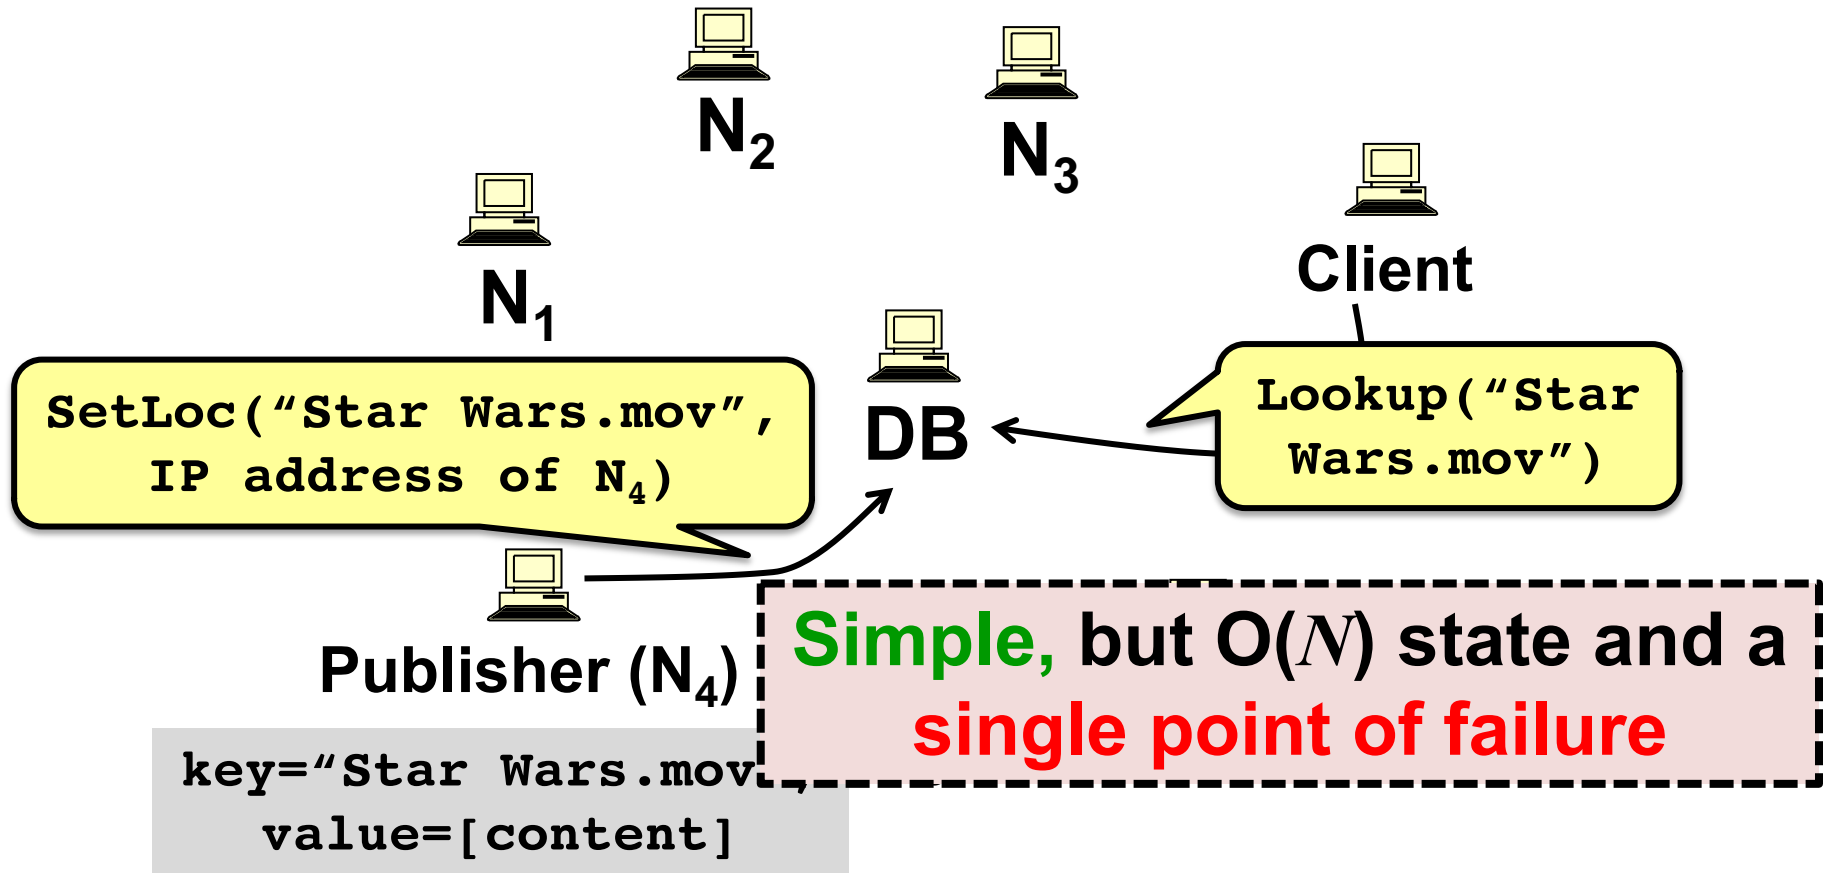 N₂
N₃
N₁
Client
SetLoc(“Star Wars.mov”,
IP address of N₄)
DB
Lookup(“Star
Wars.mov”)
Publisher (N₄)
Simple, but O(N) state and a
single point of failure
key=“Star Wars.mov
value=[content]